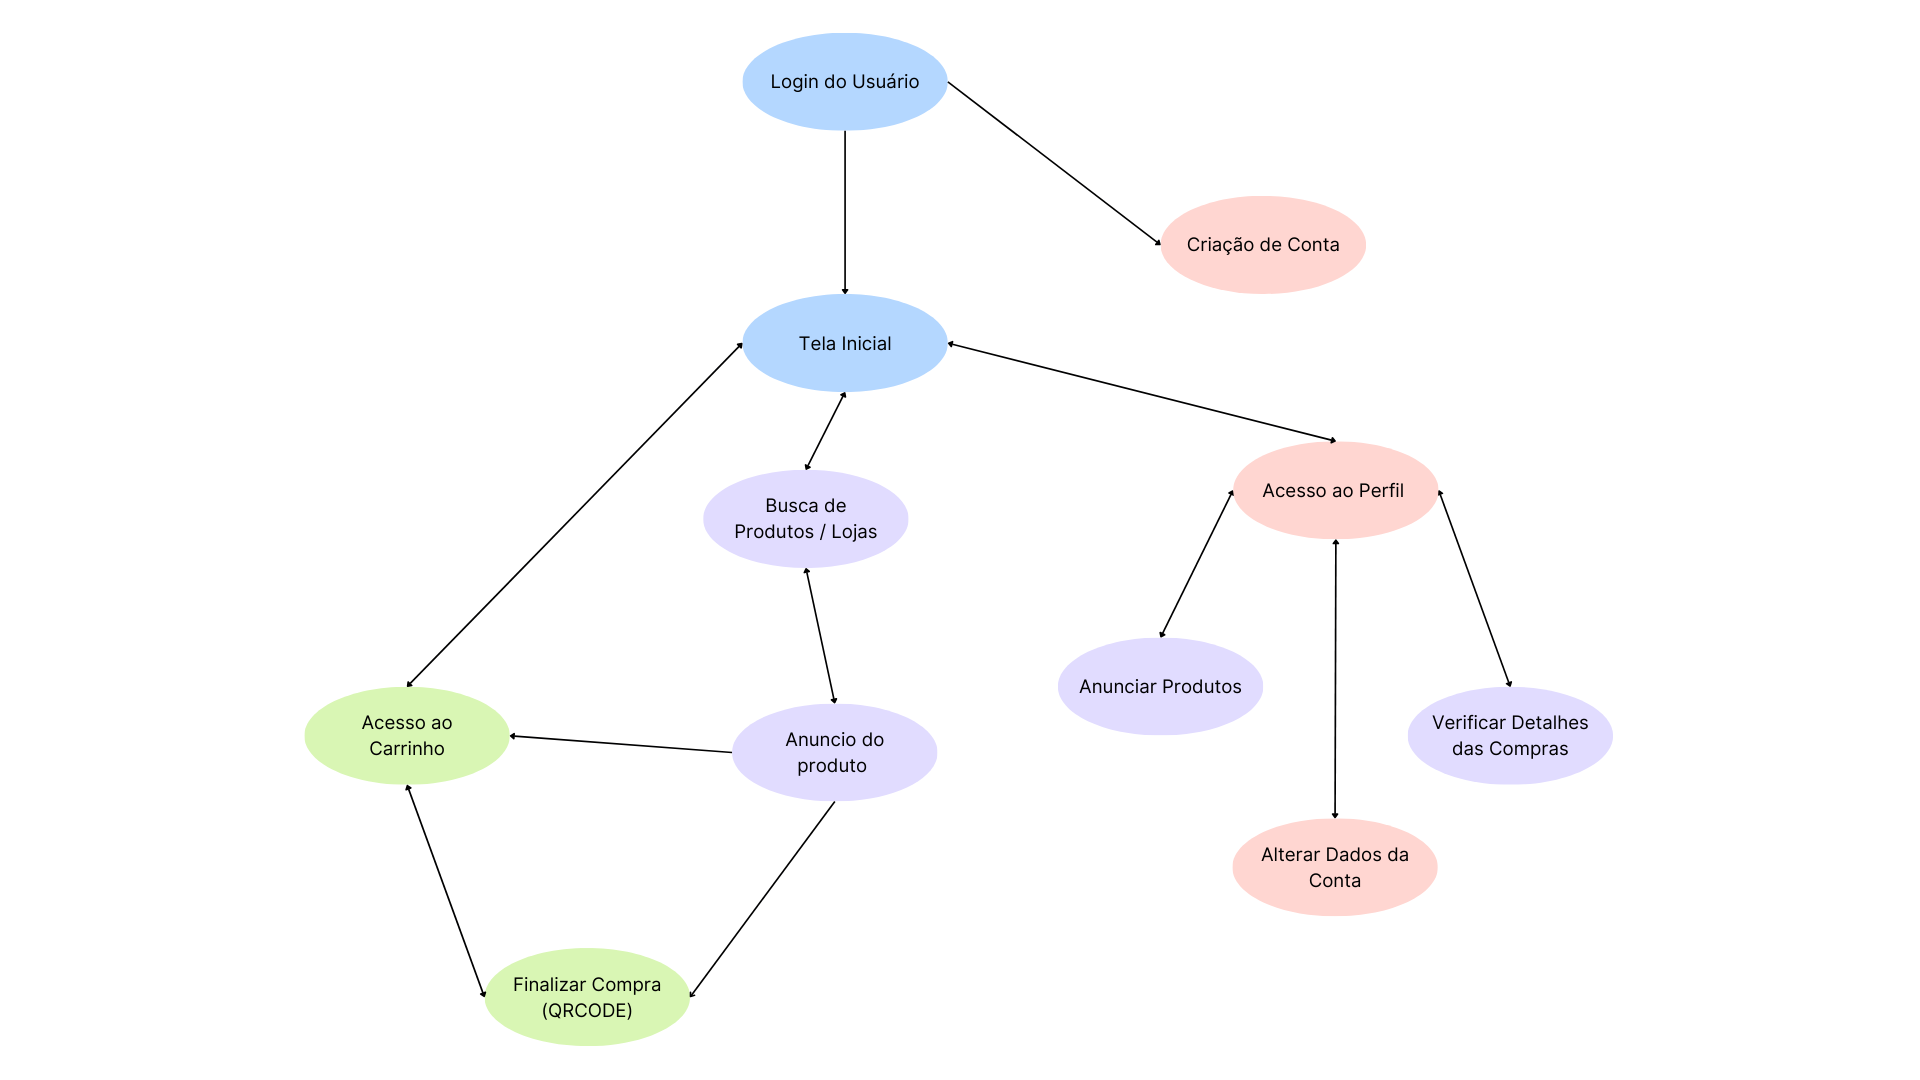 Login do Usuário
Criação de Conta
Tela Inicial
Acesso ao Perfil
Busca de
Produtos / Lojas
Anunciar Produtos
Acesso ao
Carrinho
Anuncio do
produto
Verificar Detalhes
das Compras
Alterar Dados da
Conta
Finalizar Compra
(QRCODE)